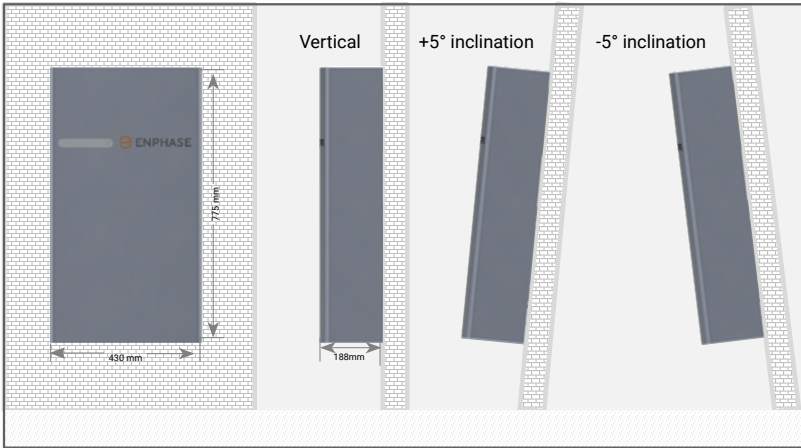 Vertical
+5° inclination
-5° inclination
ENPHASE
775 mm
430 mm
188mm